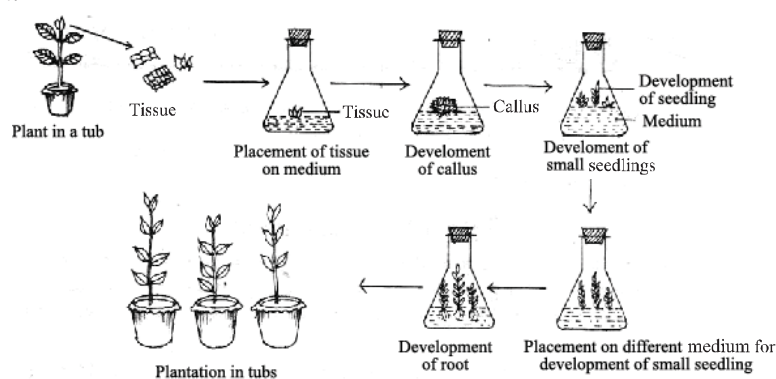 Plant in a tub
Tissue
Tissue
Placement of tissue
on medium
Callus
Develoment
of callus
Development
of seedling
Medium
Develoment of
small seedlings
Placement on different medium for
development of small seedling
Development
of root
Plantation in tubs